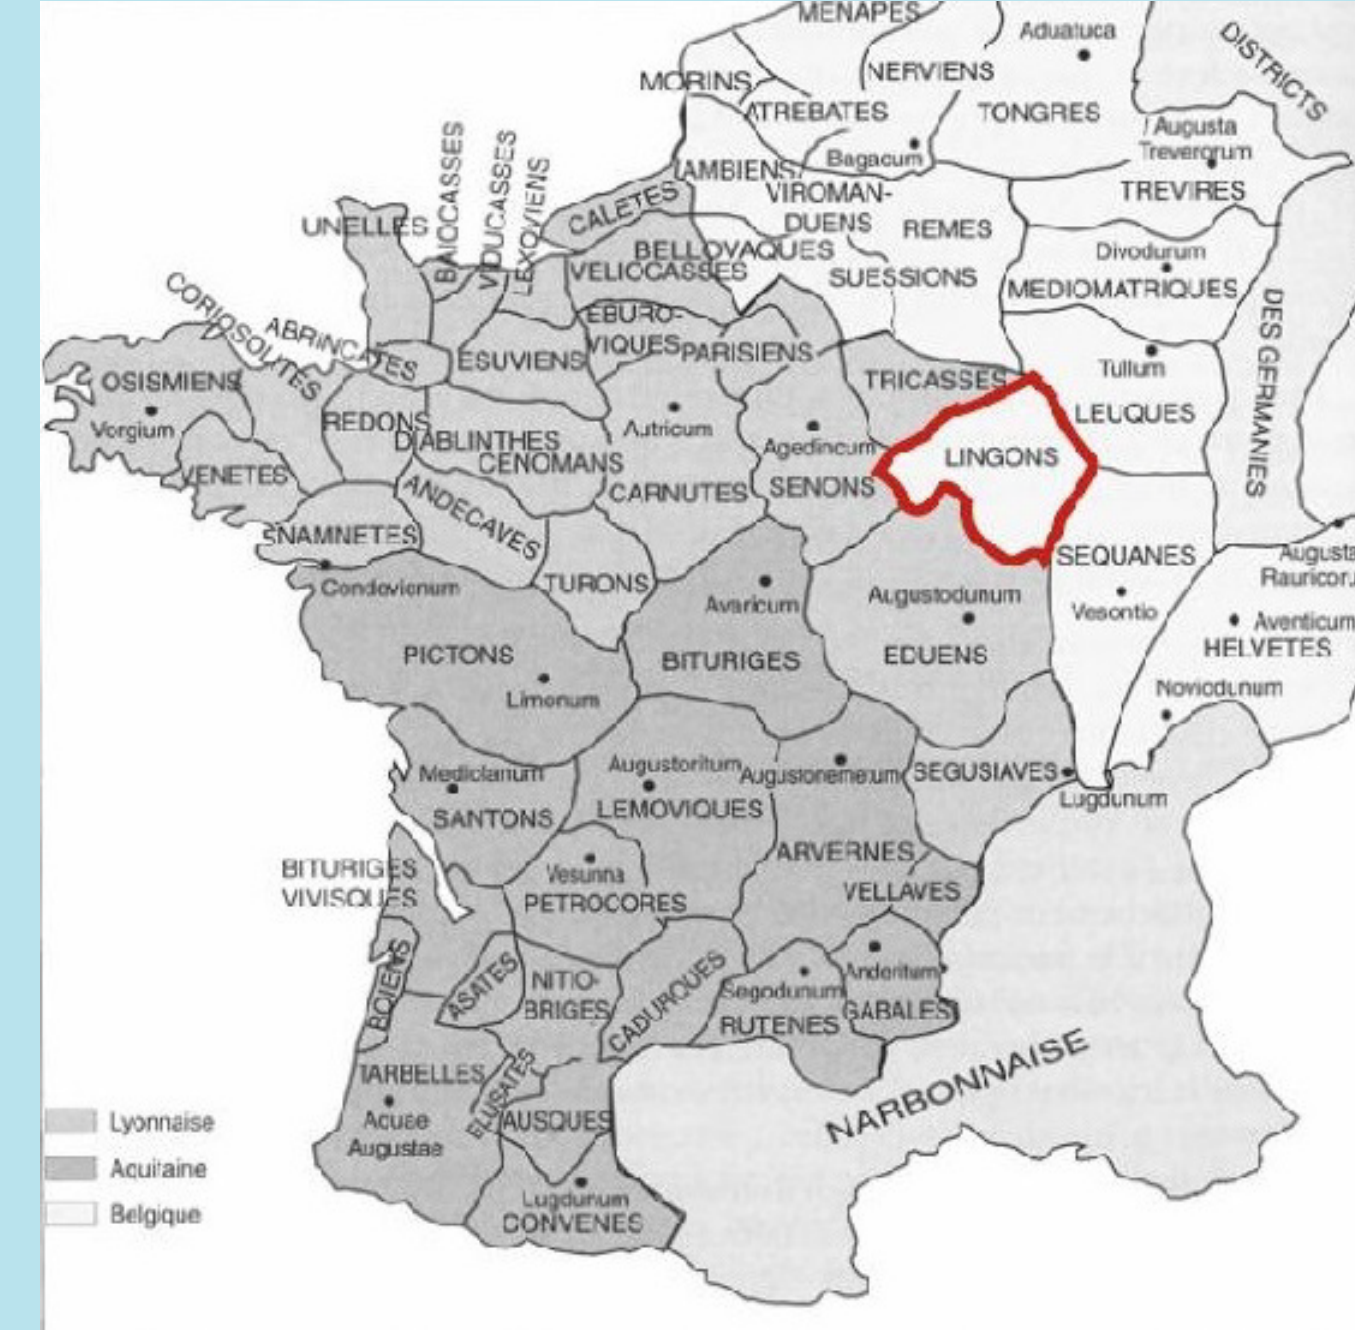 MENAPES
Aduatuca
DISTRICTS
MORINS
NERVIENS
ATREBATES
TONGRES
Augusta
Treverorum
Bagacum
AMBIENS
VIROMAN-
DUENS
TREVIRES
BAIOCASSES
VIDUCASSES
LEXOVIENS
CALETES
UNELLES
REMES
BELLOVAQUES
Divodurum
VELIOCASSES
SUESSIONS
MEDIOMATRIQUES
DES GERMANIES
CORIOSOLITES
ABRINCATES
EBURO-
VIQUES
ESUVIENS
PARISIENS
Tullum
OSISMIENS
TRICASSES
LEUQUES
Vorgium
REDONS
DIABLINTHES
CENOMANS
Autricum
Agedincum
LINGONS
VENETES
ANDECAVES
CARNUTES
SENONS
NAMNETES
SEQUANES
Augusta
Condevicnum
TURONS
Avaricum
Augustodunum
Vesontio
Aventicum
HELVETES
PICTONS
BITURIGES
EDUENS
Limonum
Noviodunum
Mediolanum
Augustoritum
Augustonemetum
SEGUSIAVES
Lugdunum
SANTONS
LEMOVIQUES
ARVERNES
BITURIGES
VIVISQUES
Vesunna
PETROCORES
VELLAVES
BOIENS
ASATES
NITIO-
BRIGES
CADURQUES
Segodunum
RUTENES
Anderitum
GABALES
TARBELLES
ELUSATES
NARBONNAISE
Aquae
Augustae
AUSQUES
Lyonnaise
Aquitaine
Belgique
Lugdunum
CONVENES